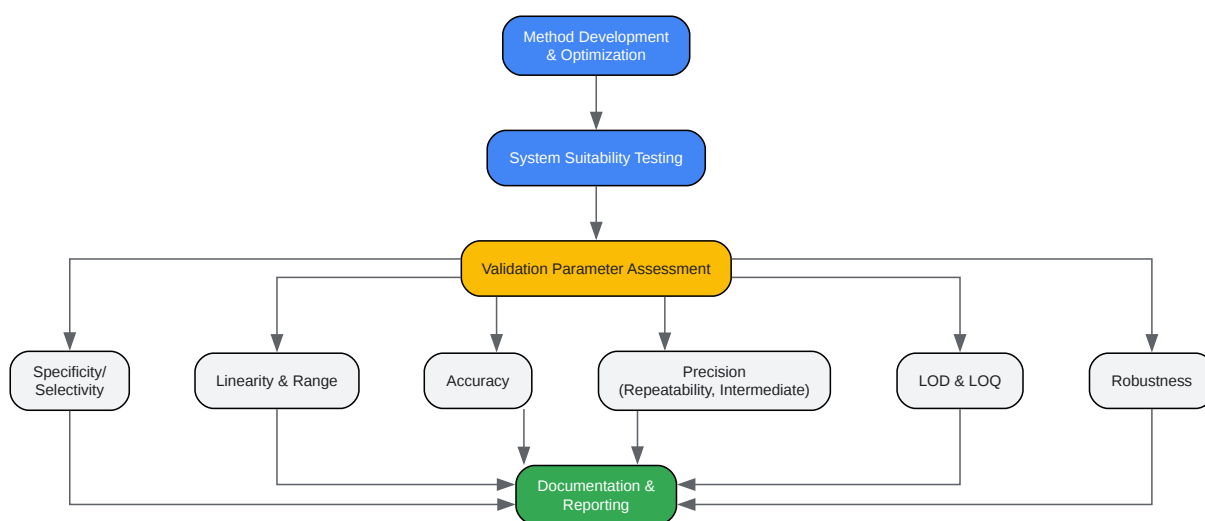 Method Development
& Optimization
System Suitability Testing
Validation Parameter Assessment
Specificity/
Selectivity
Linearity & Range
Accuracy
Precision
(Repeatability, Intermediate)
LOD & LOQ
Robustness
Documentation &
Reporting